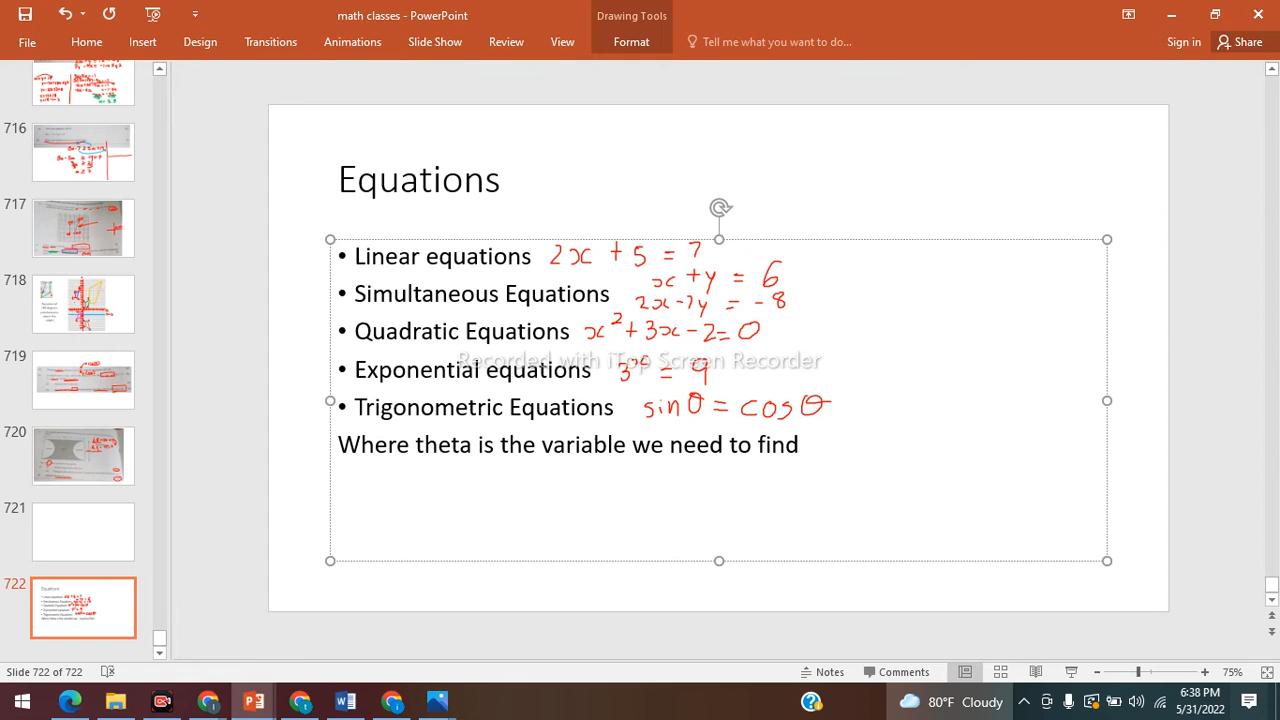 math classes - PowerPoint
Drawing Tools
File Home Insert Design Transitions Animations Slide Show Review View Format Tell me what you want to do... Sign in Share
716
717
718
719
720
721
722
Equations
• Linear equations 2x + 5 = 7
x + y = 6
• Simultaneous Equations
2x - 7y = -8
• Quadratic Equations x² + 3x - 2 = 0
Recorded with iTop Screen Recorder
• Exponential equations 3ˣ = 9
• Trigonometric Equations sinθ = cosθ
Where theta is the variable we need to find
Slide 722 of 722 Notes Comments 75%
80°F Cloudy 6:38 PM
5/31/2022